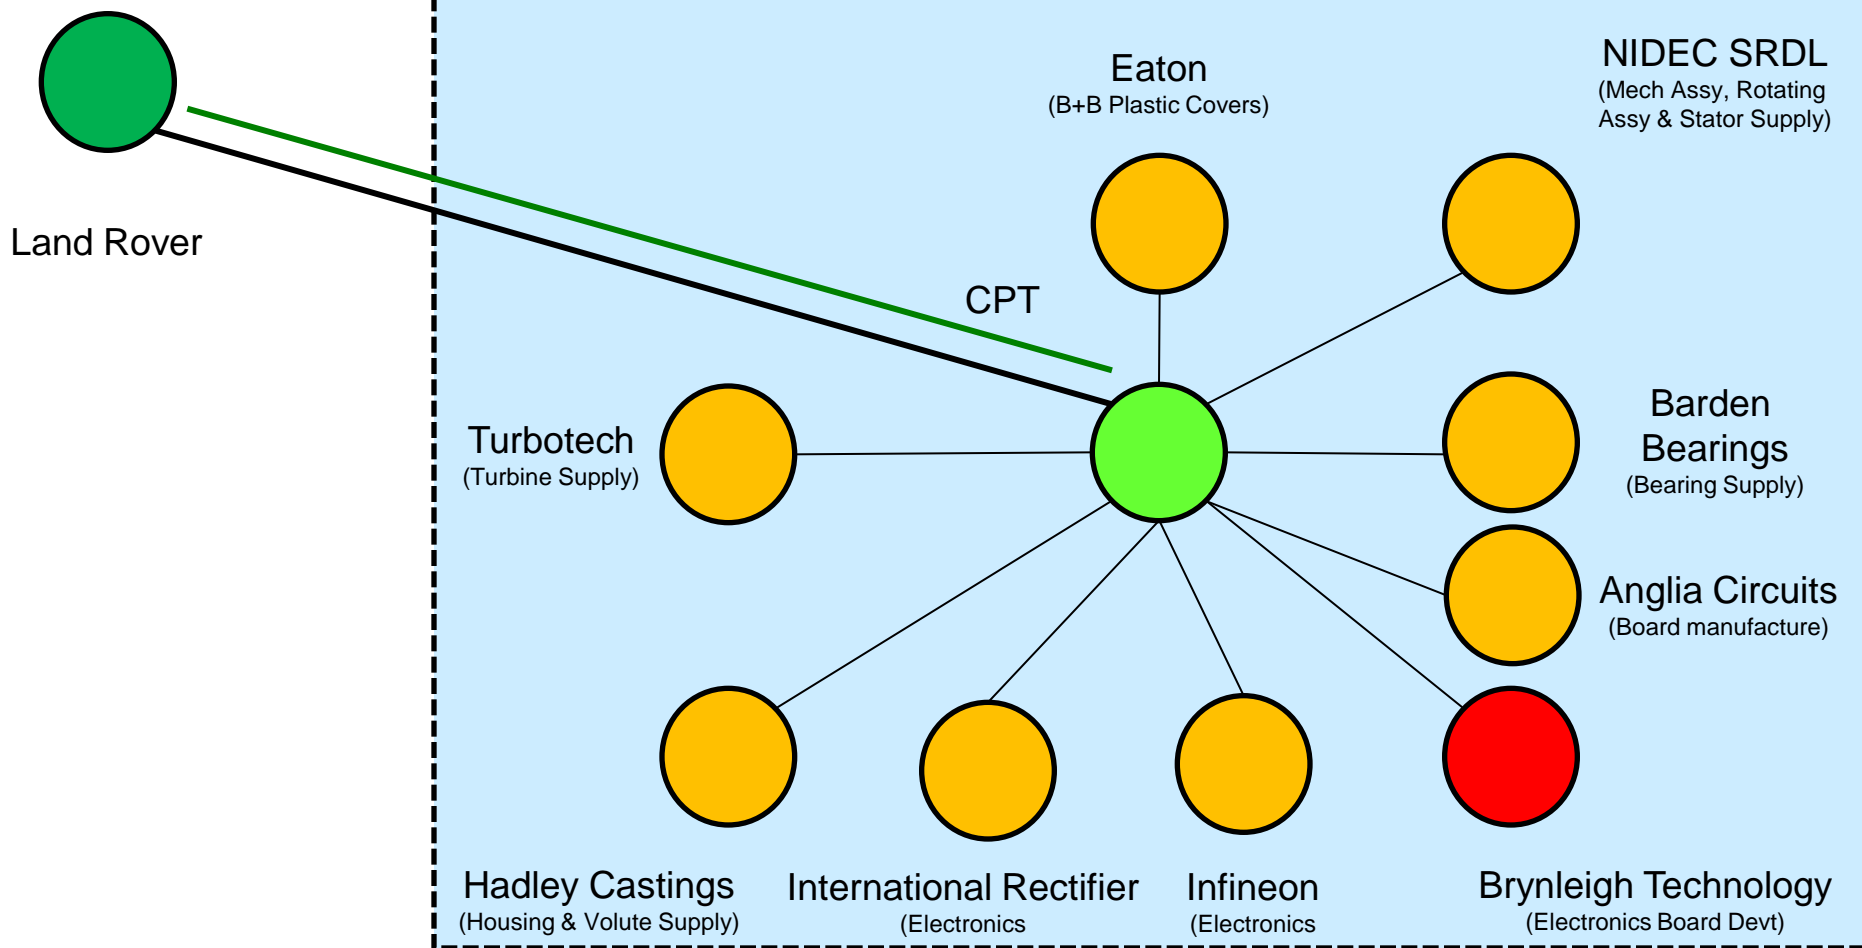 Land Rover
CPT
Eaton
(B+B Plastic Covers)
NIDEC SRDL
(Mech Assy, Rotating
Assy & Stator Supply)
Turbotech
(Turbine Supply)
Barden
Bearings
(Bearing Supply)
Anglia Circuits
(Board manufacture)
Hadley Castings
(Housing & Volute Supply)
International Rectifier
(Electronics
Infineon
(Electronics
Brynleigh Technology
(Electronics Board Devt)